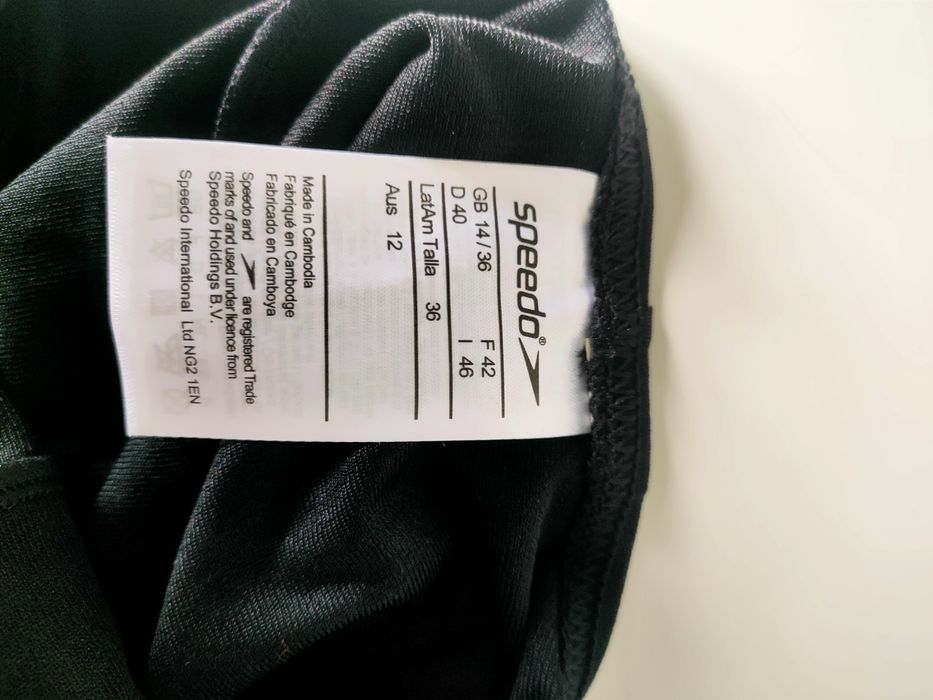 speedo®
GB 14/36 F 42
D 40 I 46
LatAm Talla 36
Aus 12
Made in Cambodia
Fabriqué en Cambodge
Fabricado en Camboya
Speedo and are registered Trade
marks of and used under licence from
Speedo Holdings B.V.
Speedo International Ltd NG2 1EN